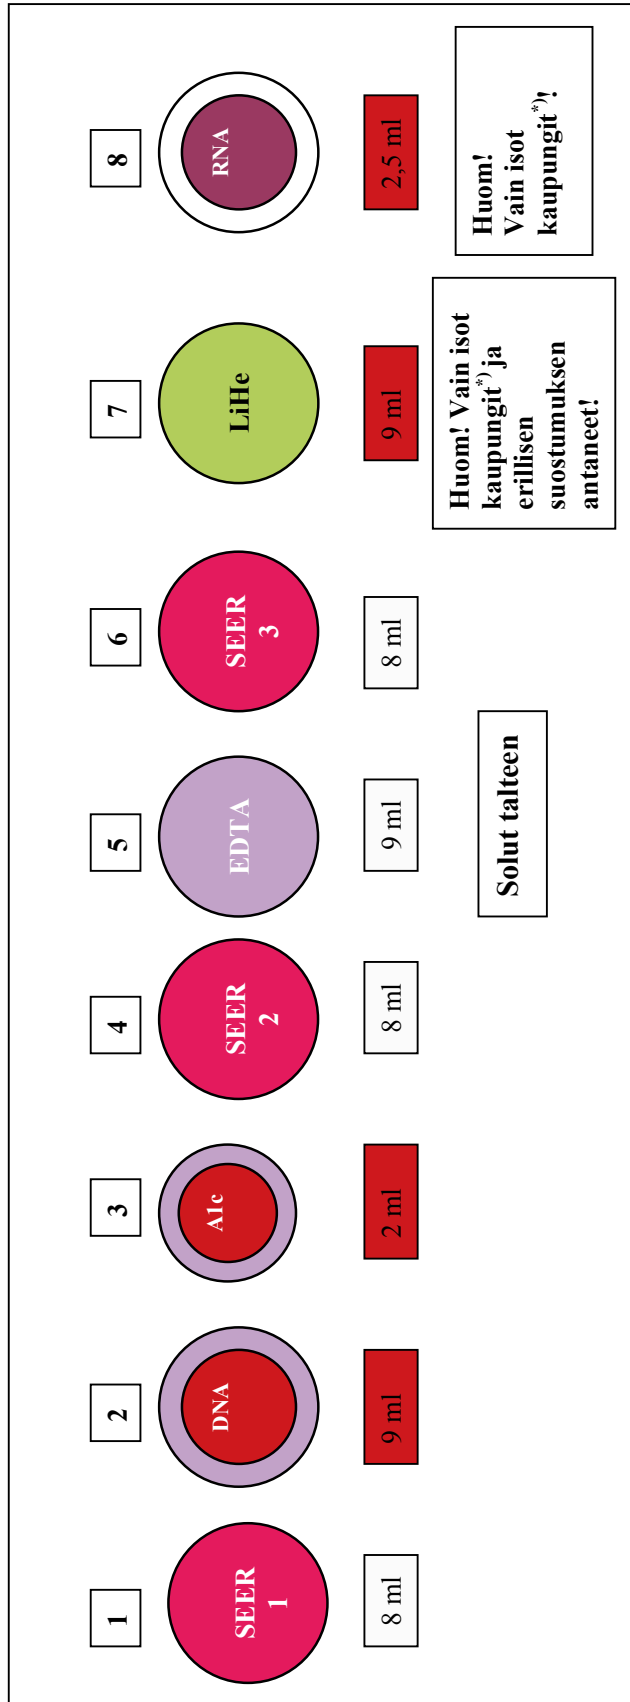 1
2
3
4
5
6
7
8
SEER
1
DNA
A1c
SEER
2
EDTA
SEER
3
LiHe
RNA
8 ml
9 ml
2 ml
8 ml
9 ml
8 ml
9 ml
2,5 ml
Solut talteen
Huom! Vain isot
kaupungit*) ja
erillisen
suostumuksen
antaneet!
Huom!
Vain isot
kaupungit*)!